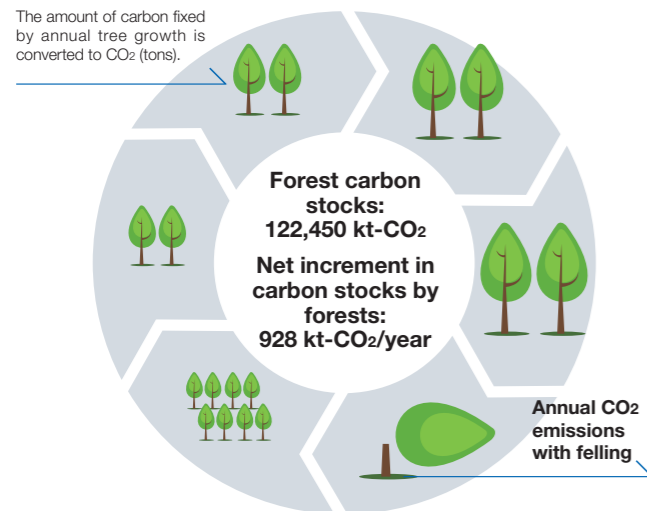 The amount of carbon fixed
by annual tree growth is
converted to CO₂ (tons).
Forest carbon
stocks:
122,450 kt-CO₂
Net increment in
carbon stocks by
forests:
928 kt-CO₂/year
Annual CO₂
emissions
with felling